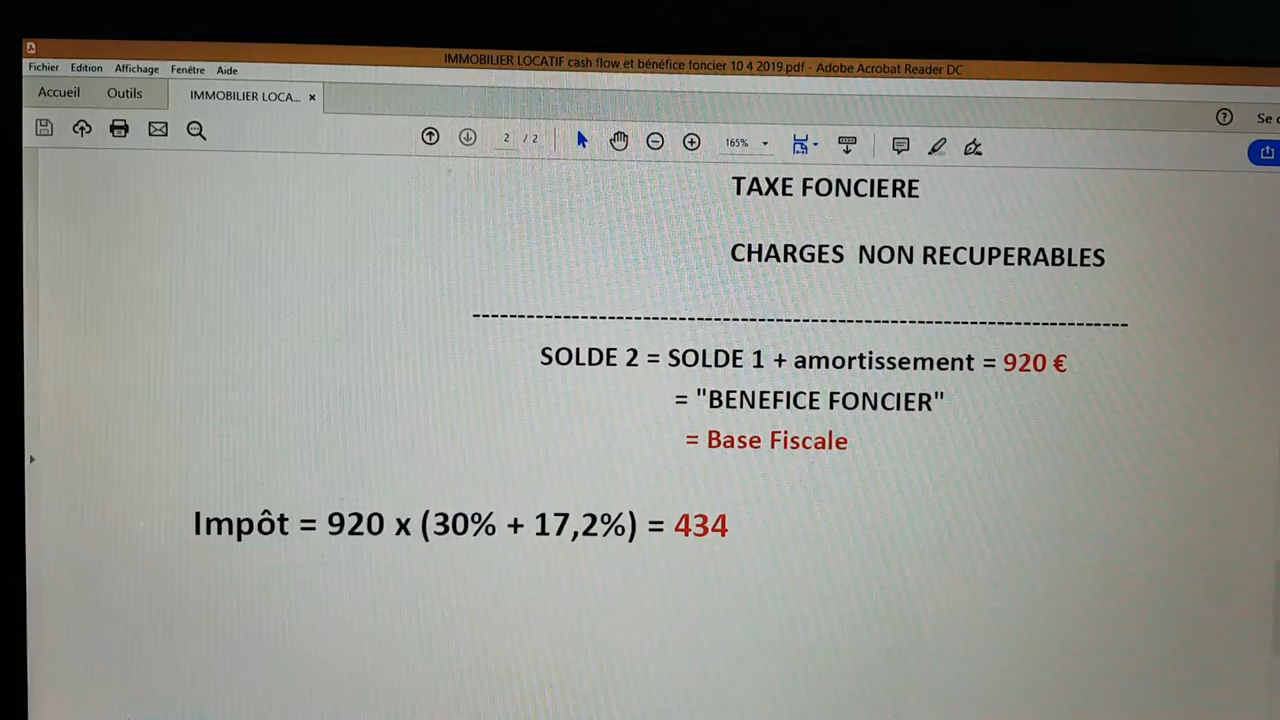 IMMOBILIER LOCATIF cash flow et bénéfice foncier 10 4 2019.pdf - Adobe Acrobat Reader DC
Fichier Edition Affichage Fenêtre Aide
Accueil Outils IMMOBILIER LOCA... ×
2 / 2 165%
TAXE FONCIERE
CHARGES NON RECUPERABLES
--------------------------------------------------------------------------
SOLDE 2 = SOLDE 1 + amortissement = 920 €
= "BENEFICE FONCIER"
= Base Fiscale
Impôt = 920 x (30% + 17,2%) = 434